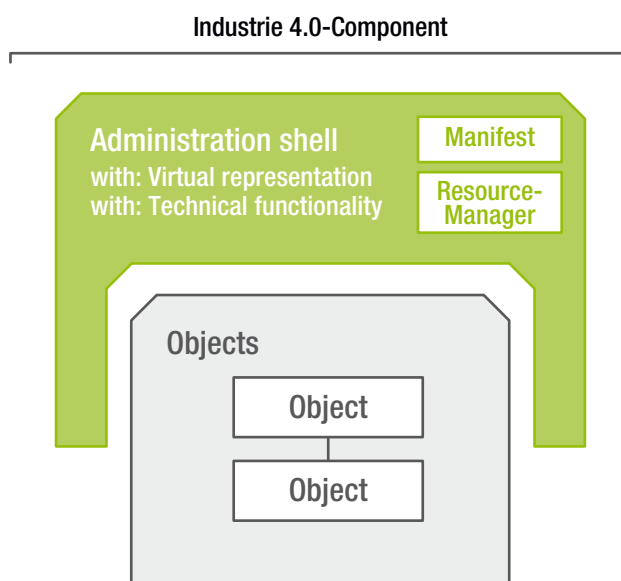 Industrie 4.0-Component
Administration shell
with: Virtual representation
with: Technical functionality
Manifest
Resource-
Manager
Objects
Object
Object